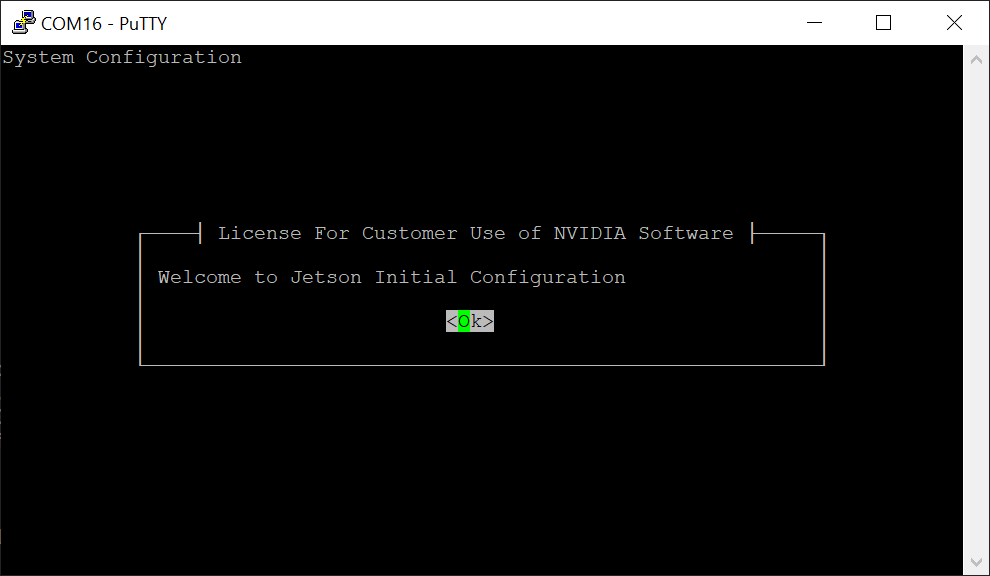 COM16 - PuTTY
System Configuration
License For Customer Use of NVIDIA Software
Welcome to Jetson Initial Configuration
<Ok>